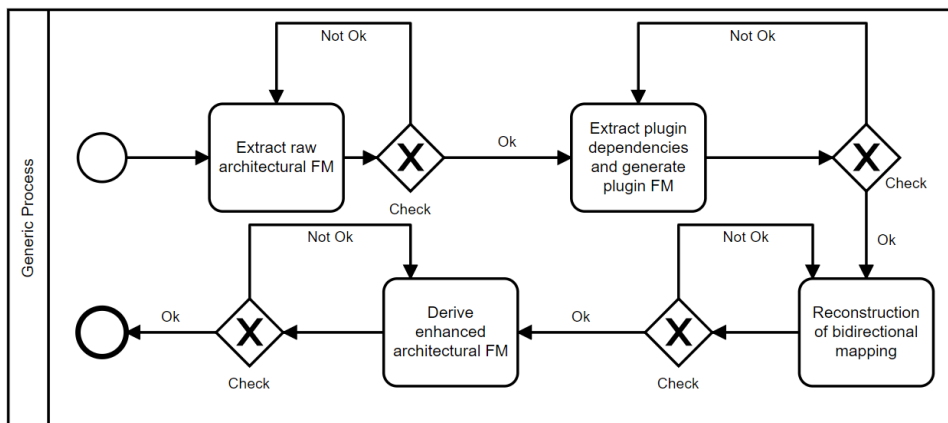 Generic Process
Not Ok
Extract raw
architectural FM
Check
Ok
Not Ok
Extract plugin
dependencies
and generate
plugin FM
Check
Ok
Reconstruction
of bidirectional
mapping
Not Ok
Check
Ok
Derive
enhanced
architectural FM
Not Ok
Check
Ok